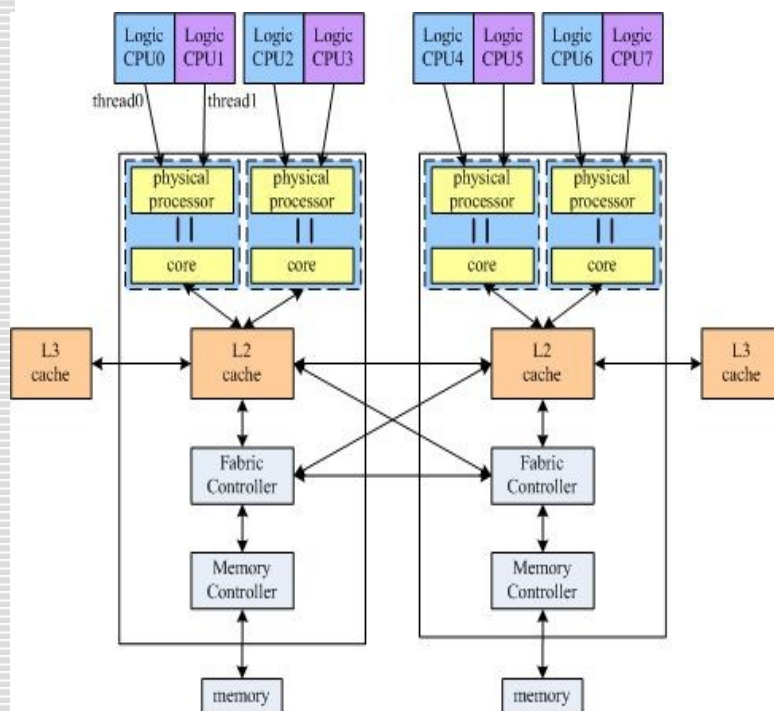 Logic
CPU0
Logic
CPU1
Logic
CPU2
Logic
CPU3
Logic
CPU4
Logic
CPU5
Logic
CPU6
Logic
CPU7
thread0
thread1
physical
processor
physical
processor
physical
processor
physical
processor
core
core
core
core
L3
cache
L2
cache
L2
cache
L3
cache
Fabric
Controller
Fabric
Controller
Memory
Controller
Memory
Controller
memory
memory